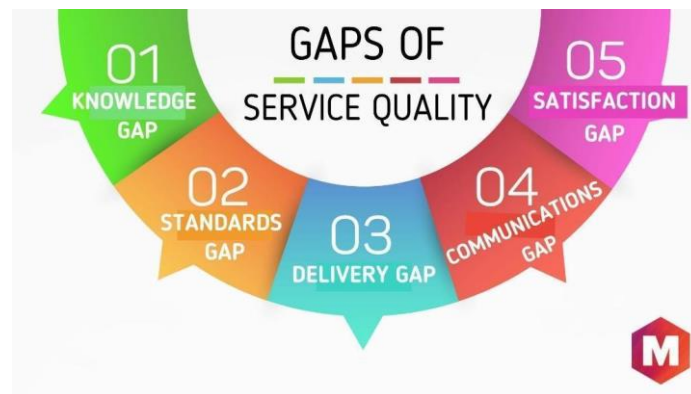 GAPS OF
SERVICE QUALITY
01
KNOWLEDGE
GAP
02
STANDARDS
GAP
03
DELIVERY GAP
04
COMMUNICATIONS
GAP
05
SATISFACTION
GAP
M